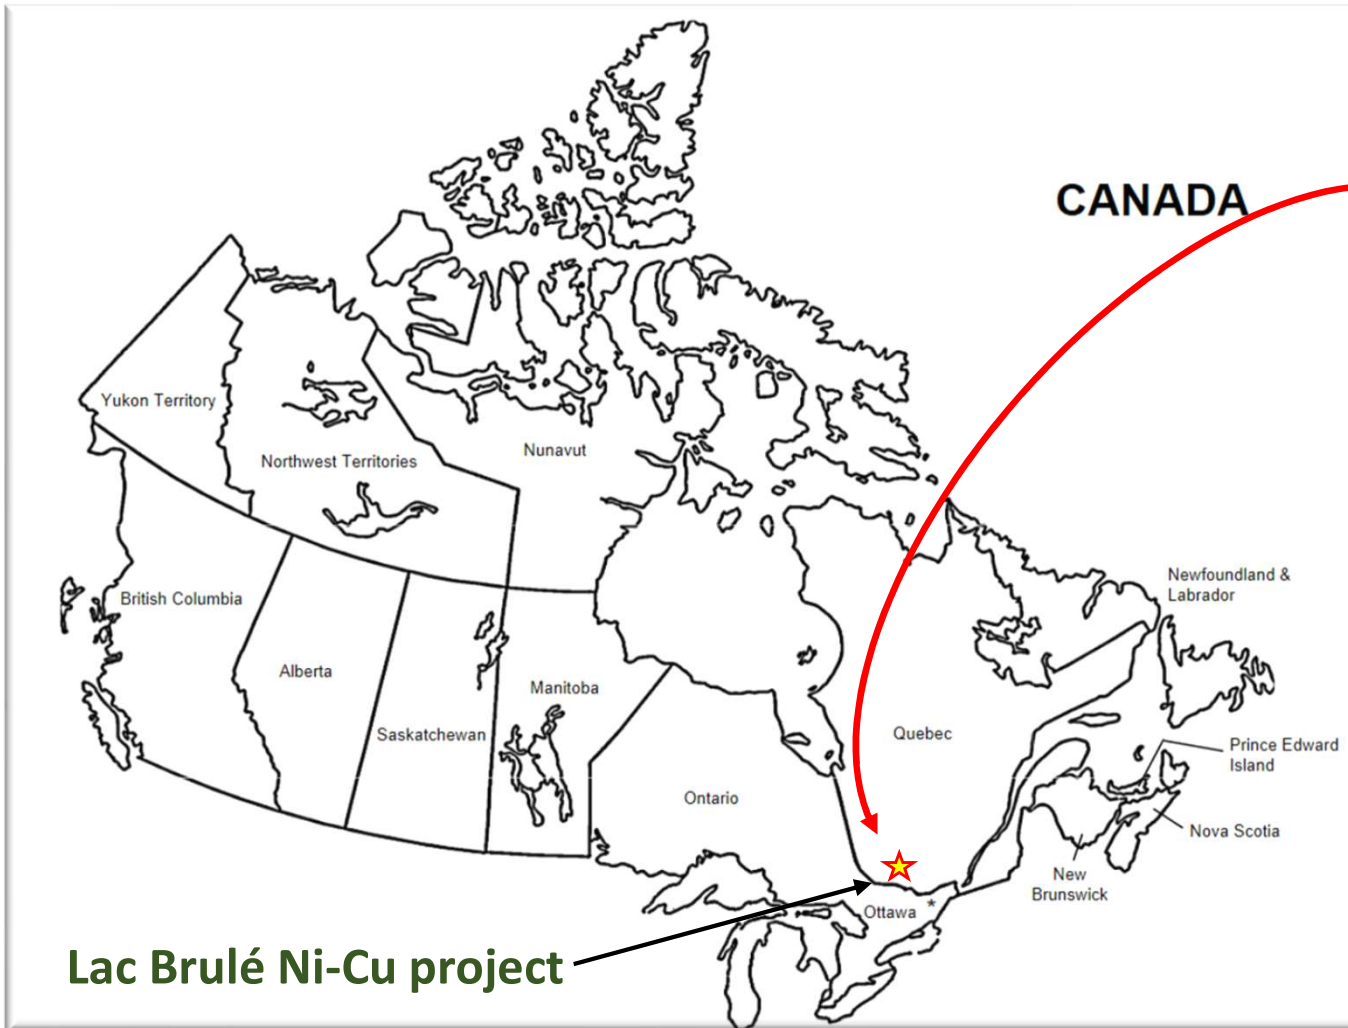 CANADA
Yukon Territory
Northwest Territories
Nunavut
British Columbia
Alberta
Saskatchewan
Manitoba
Ontario
Quebec
Newfoundland &
Labrador
Prince Edward
Island
Nova Scotia
New
Brunswick
Ottawa *
Lac Brulé Ni-Cu project